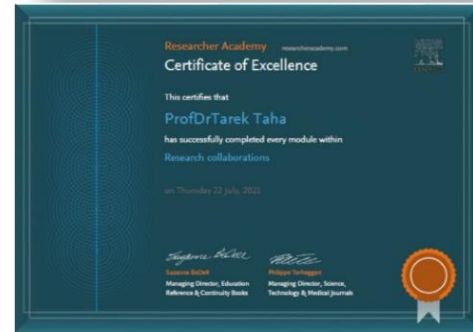 Researcher Academy researcheracademy.com
Certificate of Excellence
This certifies that
ProfDrTarek Taha
has successfully completed every module within
Research collaborations
on Thursday 22 July, 2021
Suzanne BeDell
Managing Director, Education
Reference & Continuity Books
Philippe Terheggen
Managing Director, Science,
Technology & Medical Journals